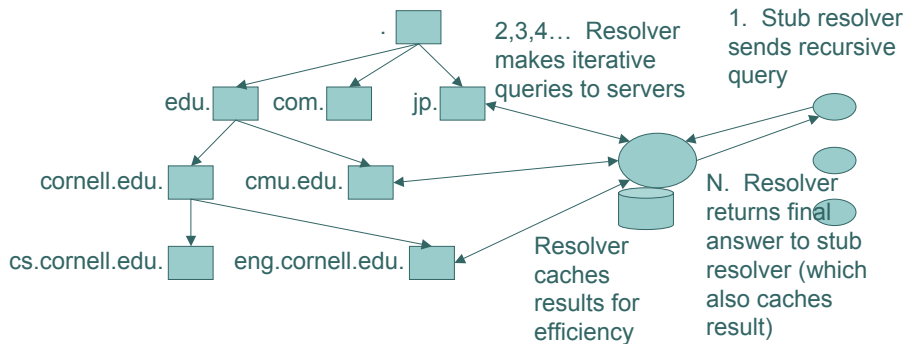 .
2,3,4… Resolver
makes iterative
queries to servers
1. Stub resolver
sends recursive
query
edu.
com.
jp.
cornell.edu.
cmu.edu.
N. Resolver
returns final
answer to stub
resolver (which
also caches
result)
cs.cornell.edu.
eng.cornell.edu.
Resolver
caches
results for
efficiency